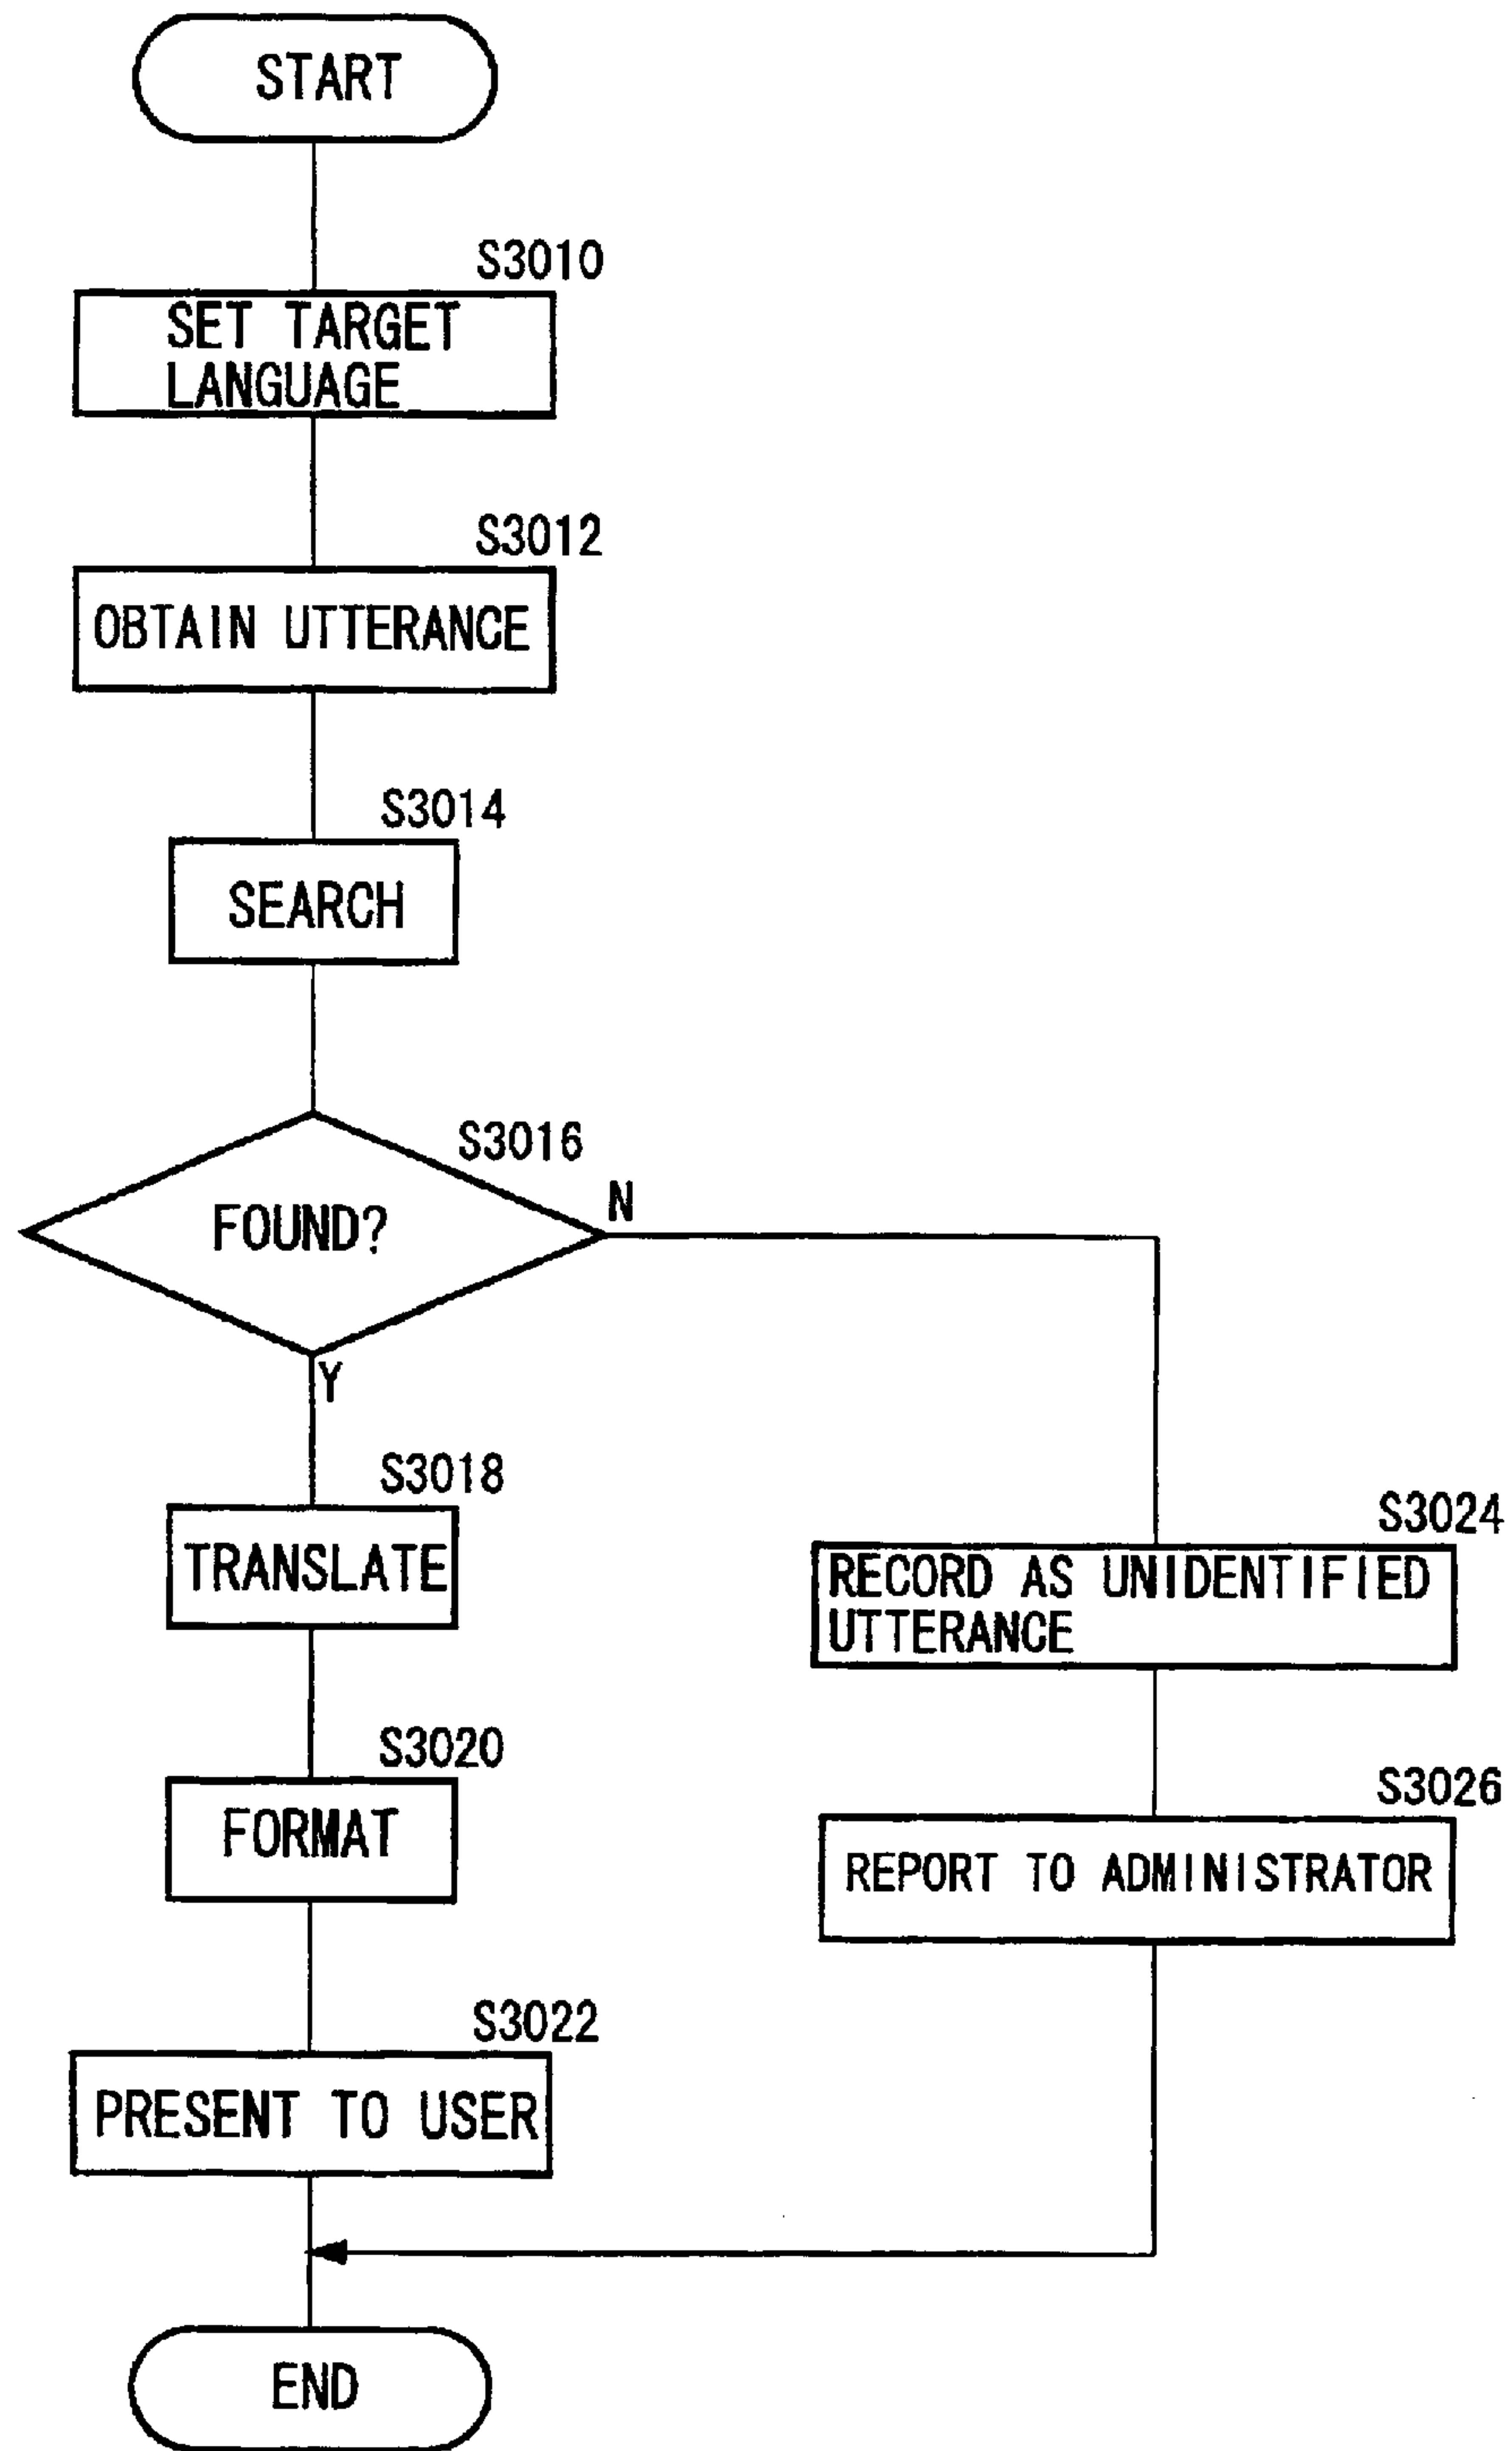 START
S3010
SET TARGET
LANGUAGE
S3012
OBTAIN UTTERANCE
S3014
SEARCH
S3016
FOUND?
N
Y
S3018
TRANSLATE
S3020
FORMAT
S3022
PRESENT TO USER
S3024
RECORD AS UNIDENTIFIED
UTTERANCE
S3026
REPORT TO ADMINISTRATOR
END